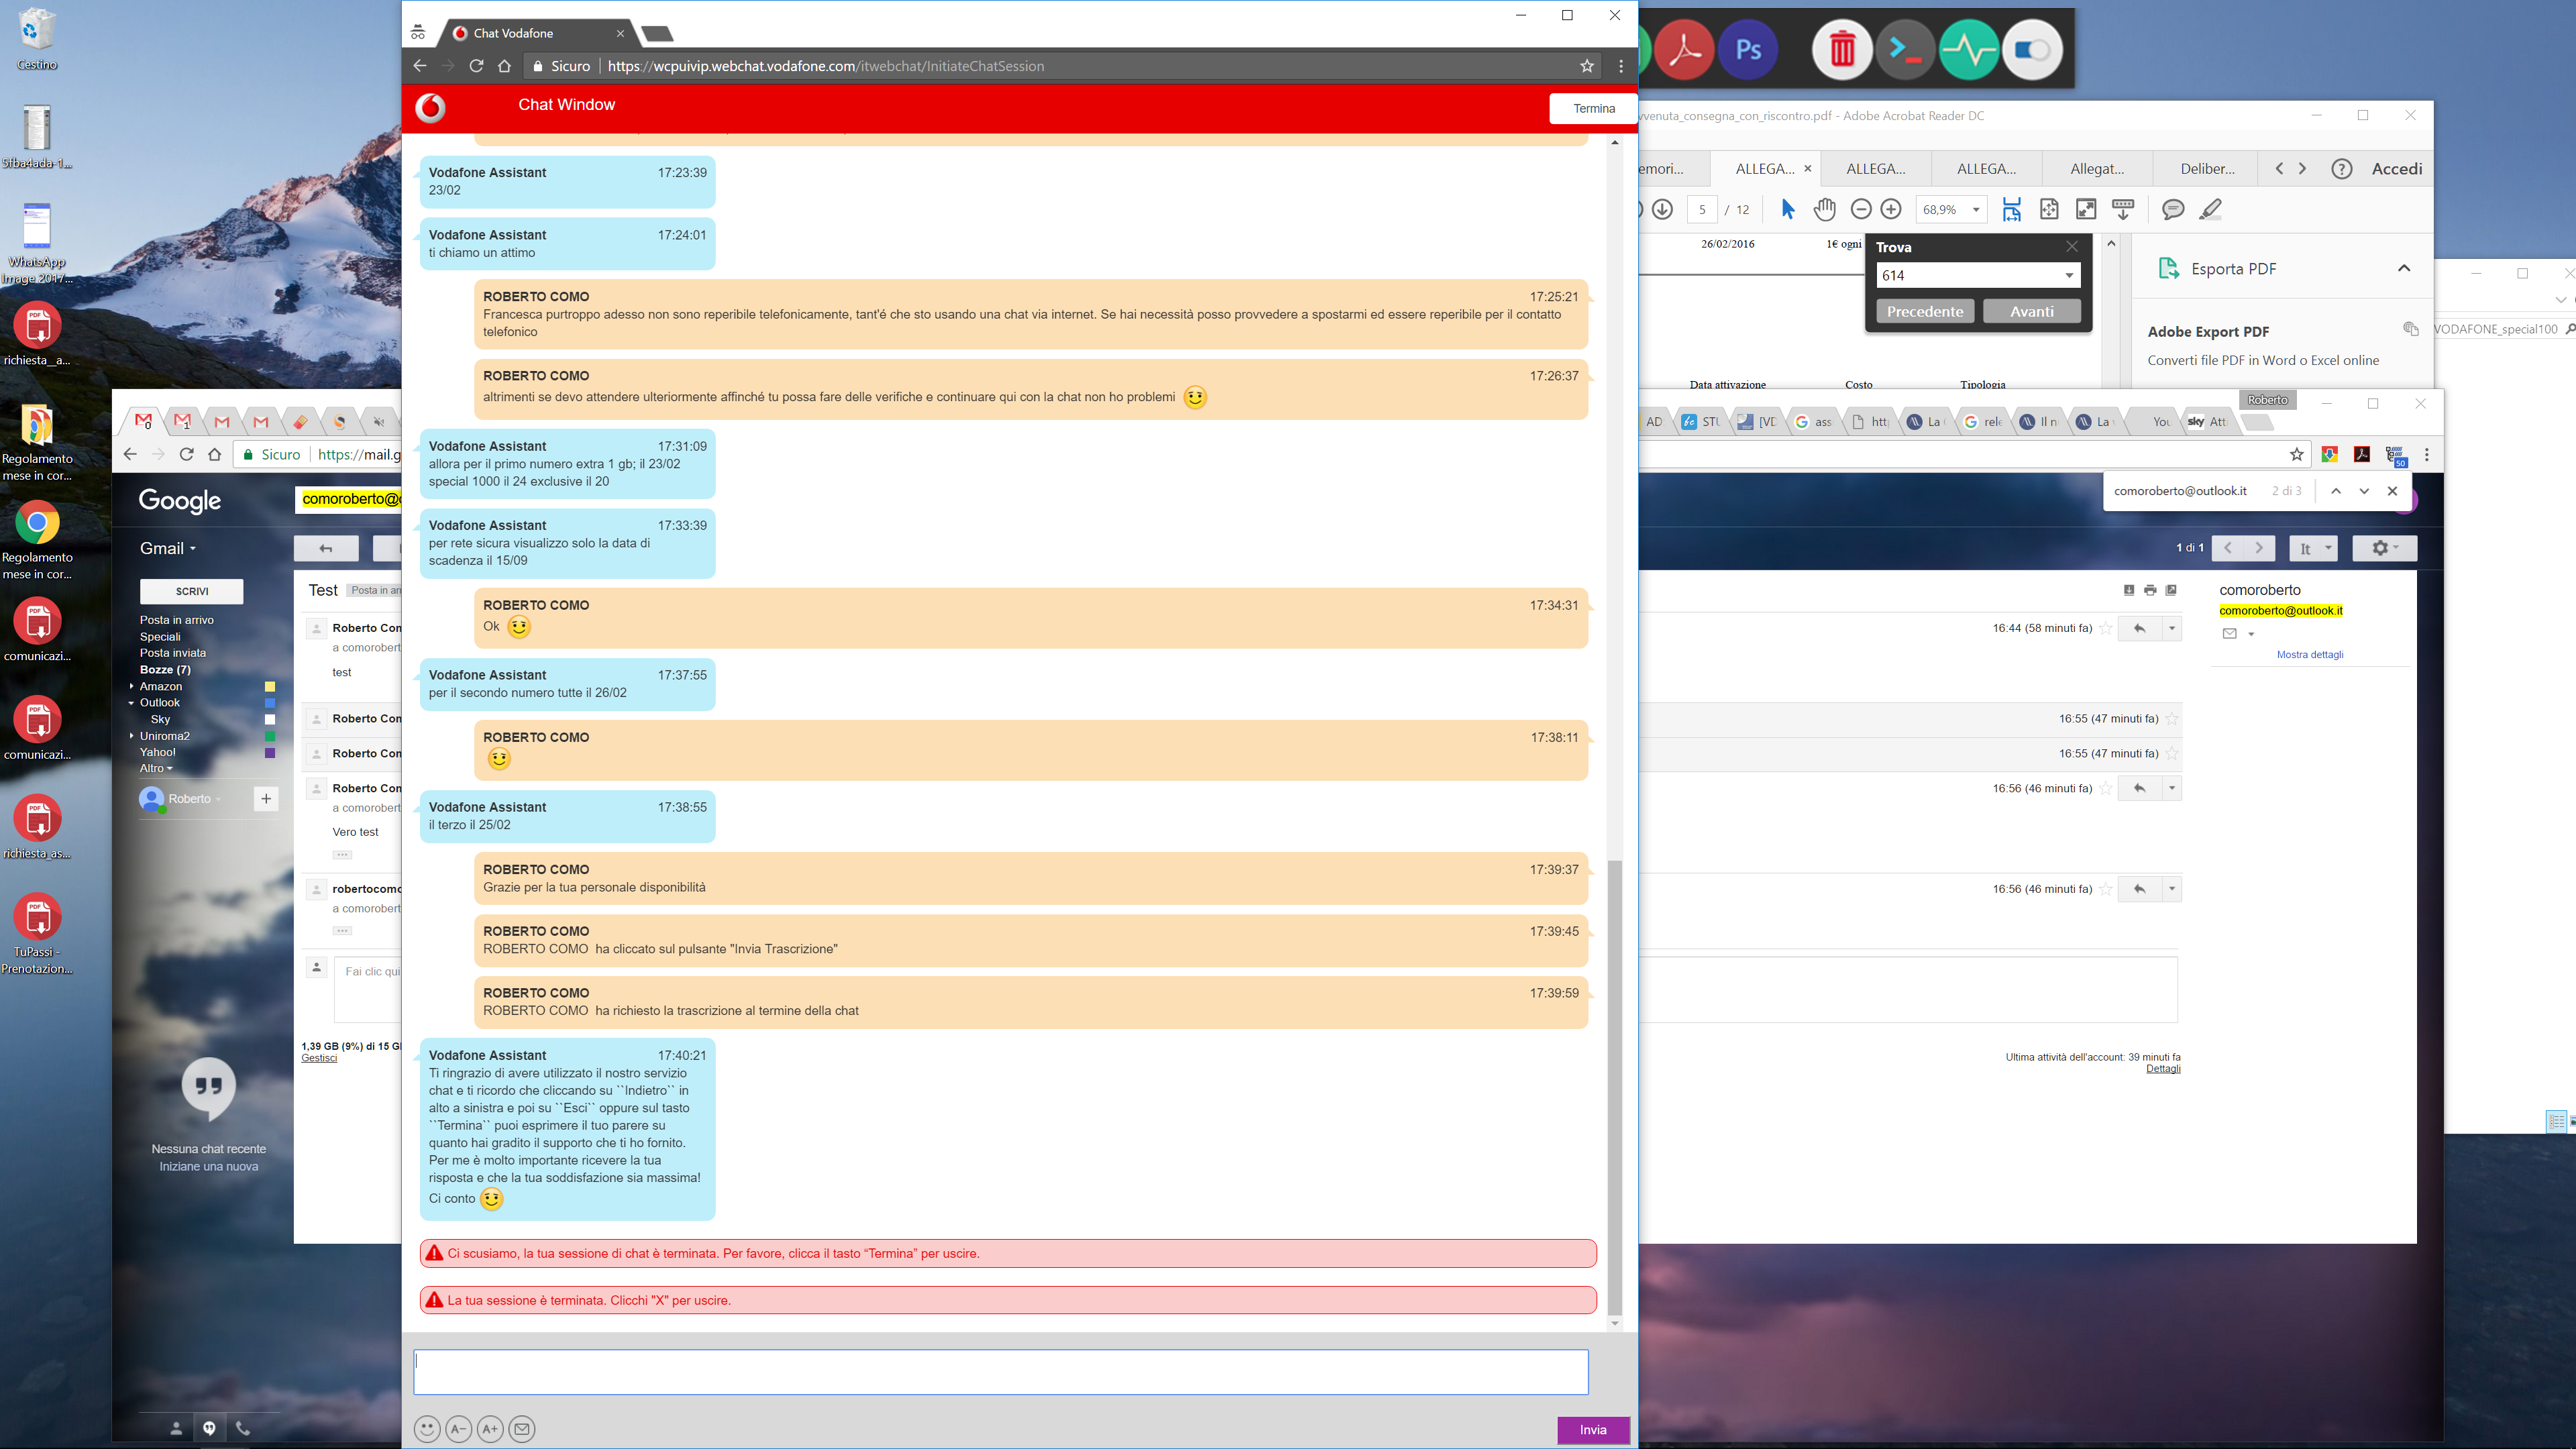 Cestino
5fba4ada-1...
WhatsApp
Image 2017...
richiesta__a...
Regolamento
mese in cor...
Regolamento
mese in cor...
comunicazi...
comunicazi...
richiesta_as...
TuPassi -
Prenotazion...
Chat Vodafone
Sicuro
https://wcpuivip.webchat.vodafone.com/itwebchat/InitiateChatSession
Chat Window
Termina
Vodafone Assistant 17:23:39
23/02
Vodafone Assistant 17:24:01
ti chiamo un attimo
ROBERTO COMO 17:25:21
Francesca purtroppo adesso non sono reperibile telefonicamente, tant'é che sto usando una chat via internet. Se hai necessità posso provvedere a spostarmi ed essere reperibile per il contatto
telefonico
ROBERTO COMO 17:26:37
altrimenti se devo attendere ulteriormente affinché tu possa fare delle verifiche e continuare qui con la chat non ho problemi
Vodafone Assistant 17:31:09
allora per il primo numero extra 1 gb; il 23/02
special 1000 il 24 exclusive il 20
Vodafone Assistant 17:33:39
per rete sicura visualizzo solo la data di
scadenza il 15/09
ROBERTO COMO 17:34:31
Ok
Vodafone Assistant 17:37:55
per il secondo numero tutte il 26/02
ROBERTO COMO 17:38:11
Vodafone Assistant 17:38:55
il terzo il 25/02
ROBERTO COMO 17:39:37
Grazie per la tua personale disponibilità
ROBERTO COMO 17:39:45
ROBERTO COMO ha cliccato sul pulsante "Invia Trascrizione"
ROBERTO COMO 17:39:59
ROBERTO COMO ha richiesto la trascrizione al termine della chat
Vodafone Assistant 17:40:21
Ti ringrazio di avere utilizzato il nostro servizio
chat e ti ricordo che cliccando su ``Indietro`` in
alto a sinistra e poi su ``Esci`` oppure sul tasto
``Termina`` puoi esprimere il tuo parere su
quanto hai gradito il supporto che ti ho fornito.
Per me è molto importante ricevere la tua
risposta e che la tua soddisfazione sia massima!
Ci conto
Ci scusiamo, la tua sessione di chat è terminata. Per favore, clicca il tasto “Termina” per uscire.
La tua sessione è terminata. Clicchi "X" per uscire.
A− A+
Invia
Ps
vvenuta_consegna_con_riscontro.pdf - Adobe Acrobat Reader DC
emori... ALLEGA... ALLEGA... ALLEGA... Allegat... Deliber... Accedi
5 / 12 68,9%
26/02/2016 1€ ogni
Trova
614
Precedente Avanti
Data attivazione Costo Tipologia
Esporta PDF
Adobe Export PDF
Converti file PDF in Word o Excel online
VODAFONE_special100
Roberto
0 1
AD STU [VD ass htt La rele Il n La You sky Att
Sicuro https://mail.g
50
comoroberto@outlook.it 2 di 3
Google
comoroberto@
Gmail
1 di 1 It
SCRIVI
Posta in arrivo
Speciali
Posta inviata
Bozze (7)
Amazon
Outlook
Sky
Uniroma2
Yahoo!
Altro
Roberto
Nessuna chat recente
Iniziane una nuova
Test Posta in arr
Roberto Com
a comorobert
test
Roberto Com
Roberto Com
Roberto Com
a comorobert
Vero test
robertocomo
a comorobert
Fai clic qui
1,39 GB (9%) di 15 G
Gestisci
16:44 (58 minuti fa)
16:55 (47 minuti fa)
16:55 (47 minuti fa)
16:56 (46 minuti fa)
16:56 (46 minuti fa)
Ultima attività dell'account: 39 minuti fa
Dettagli
comoroberto
comoroberto@outlook.it
Mostra dettagli